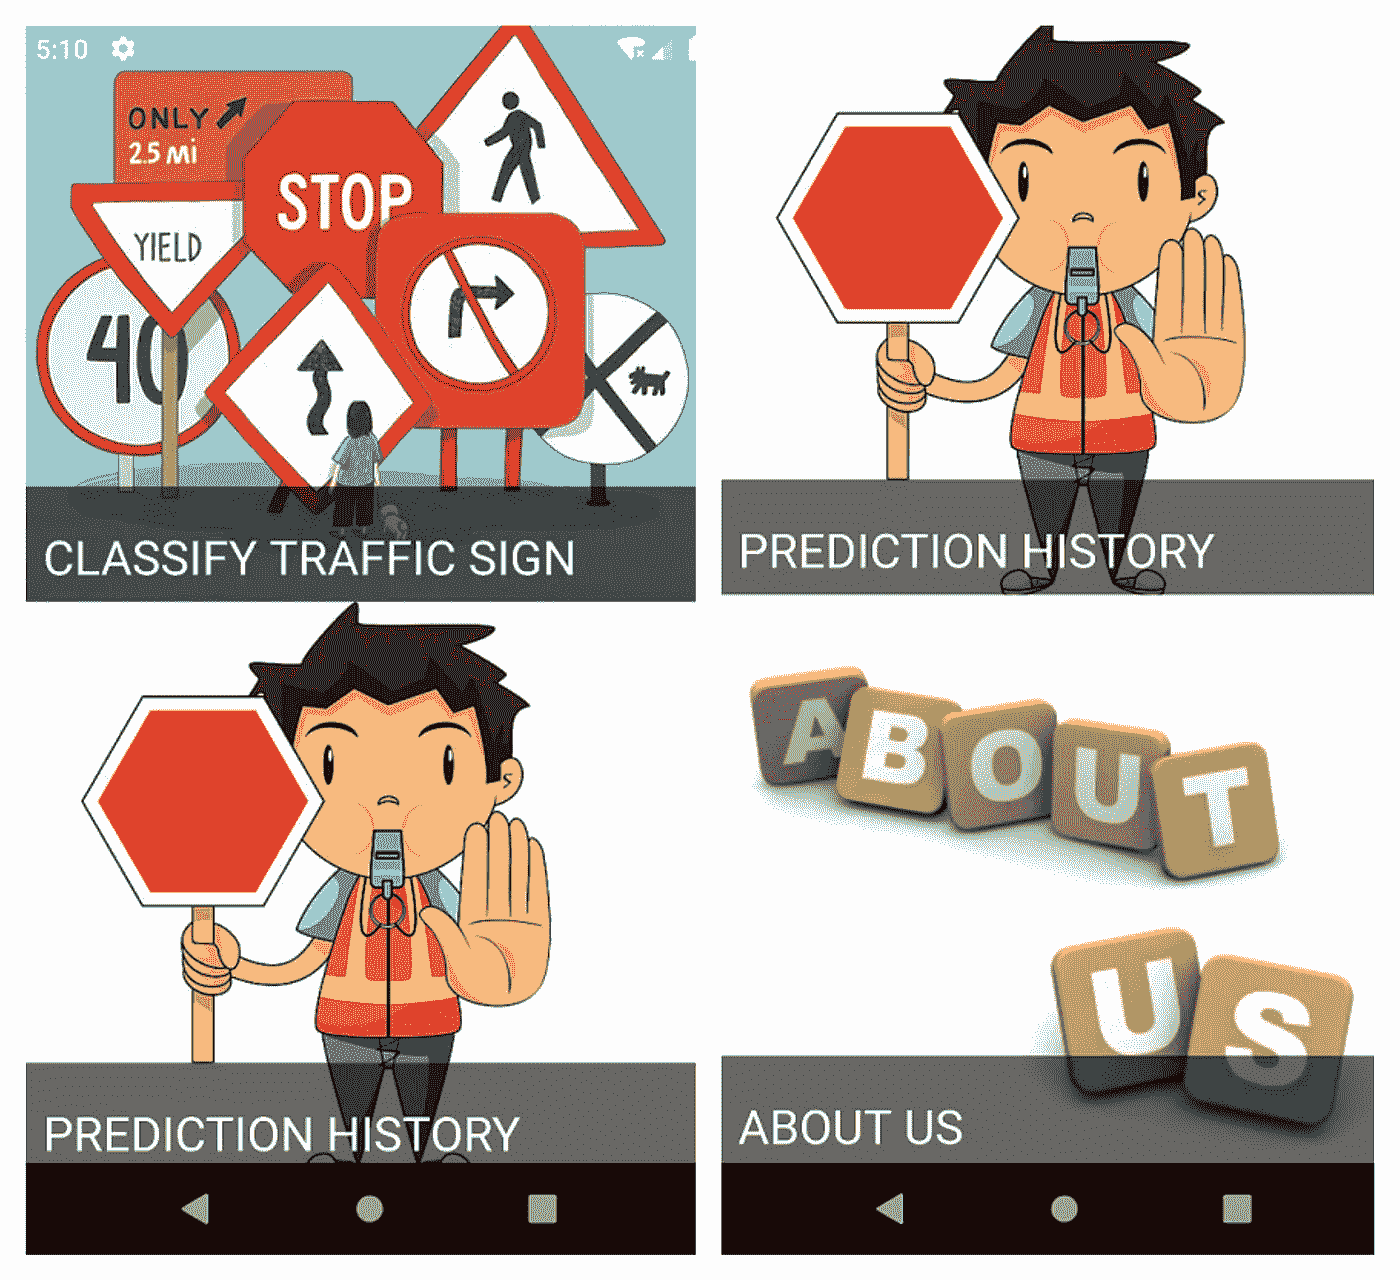 5:10
ONLY
2.5 Mi
STOP
YIELD
40
CLASSIFY TRAFFIC SIGN
PREDICTION HISTORY
PREDICTION HISTORY
ABOUT
US
ABOUT US